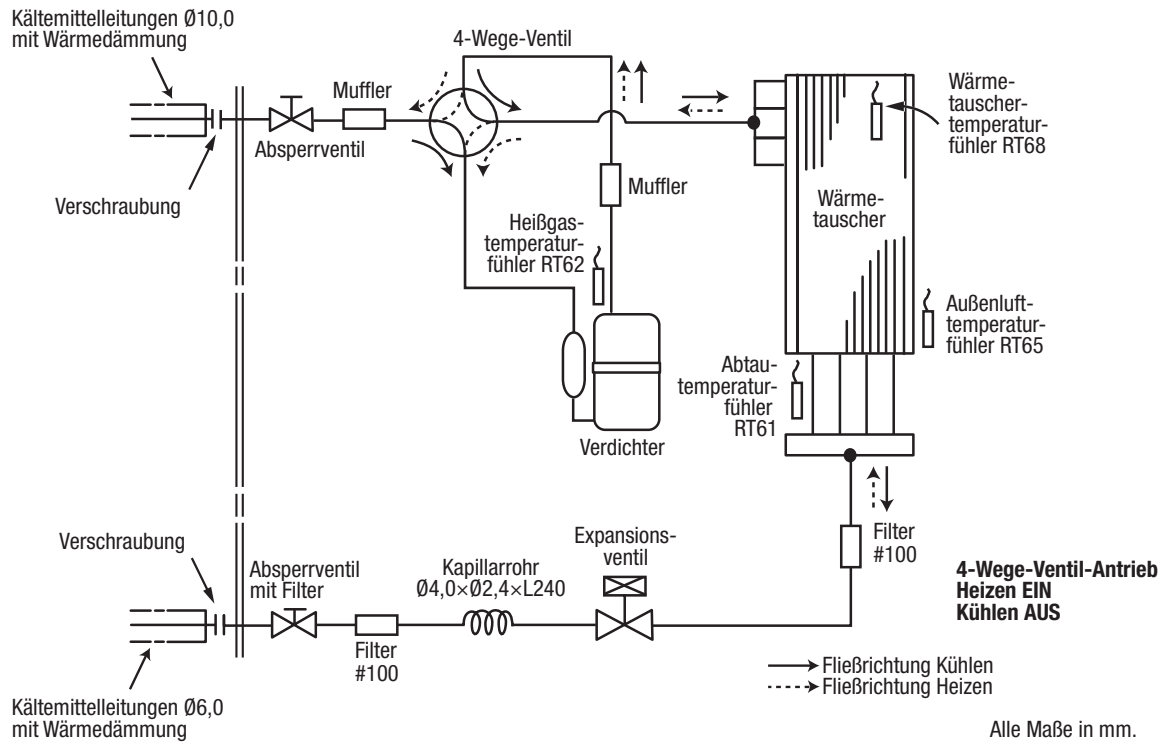 Kältemittelleitungen Ø10,0
mit Wärmedämmung
4-Wege-Ventil
Muffler
Absperrventil
Verschraubung
Wärme-
tauscher-
temperatur-
fühler RT68
Muffler
Wärme-
tauscher
Heißgas-
temperatur-
fühler RT62
Außenluft-
temperatur-
fühler RT65
Abtau-
temperatur-
fühler
RT61
Verdichter
Verschraubung
Absperrventil
mit Filter
Kapillarrohr
Ø4,0×Ø2,4×L240
Expansions-
ventil
Filter
#100
Filter
#100
4-Wege-Ventil-Antrieb
Heizen EIN
Kühlen AUS
Fließrichtung Kühlen
Fließrichtung Heizen
Kältemittelleitungen Ø6,0
mit Wärmedämmung
Alle Maße in mm.